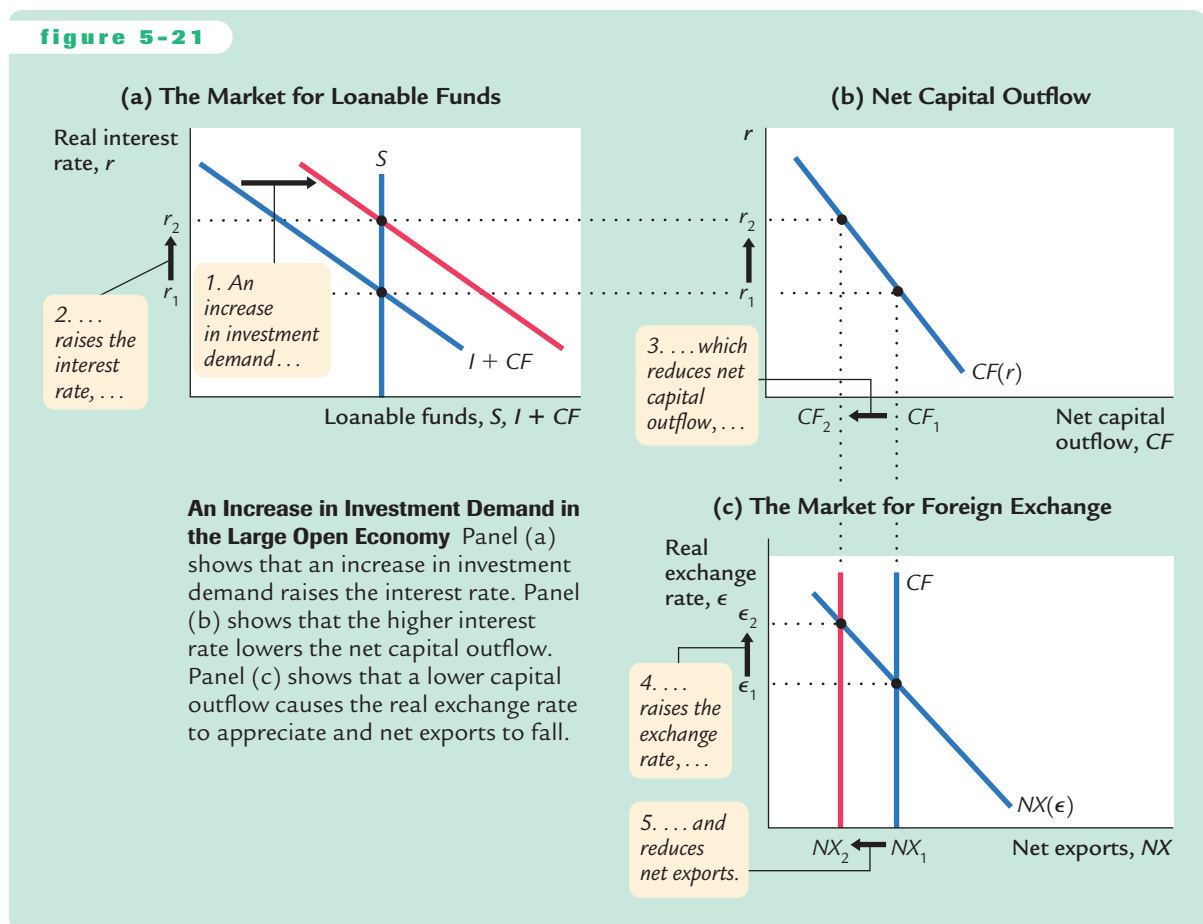 figure 5-21
(a) The Market for Loanable Funds
Real interest
rate, r
S
r2
r1
1. An
increase
in investment
demand . . .
2. . . .
raises the
interest
rate, . . .
I + CF
Loanable funds, S, I + CF
(b) Net Capital Outflow
r
r2
r1
3. . . . which
reduces net
capital
outflow, . . .
CF(r)
CF2
CF1
Net capital
outflow, CF
An Increase in Investment Demand in
the Large Open Economy Panel (a)
shows that an increase in investment
demand raises the interest rate. Panel
(b) shows that the higher interest
rate lowers the net capital outflow.
Panel (c) shows that a lower capital
outflow causes the real exchange rate
to appreciate and net exports to fall.
(c) The Market for Foreign Exchange
Real
exchange
rate, ϵ
CF
ϵ2
ϵ1
4. . . .
raises the
exchange
rate, . . .
NX(ϵ)
5. . . . and
reduces
net exports.
NX2
NX1
Net exports, NX